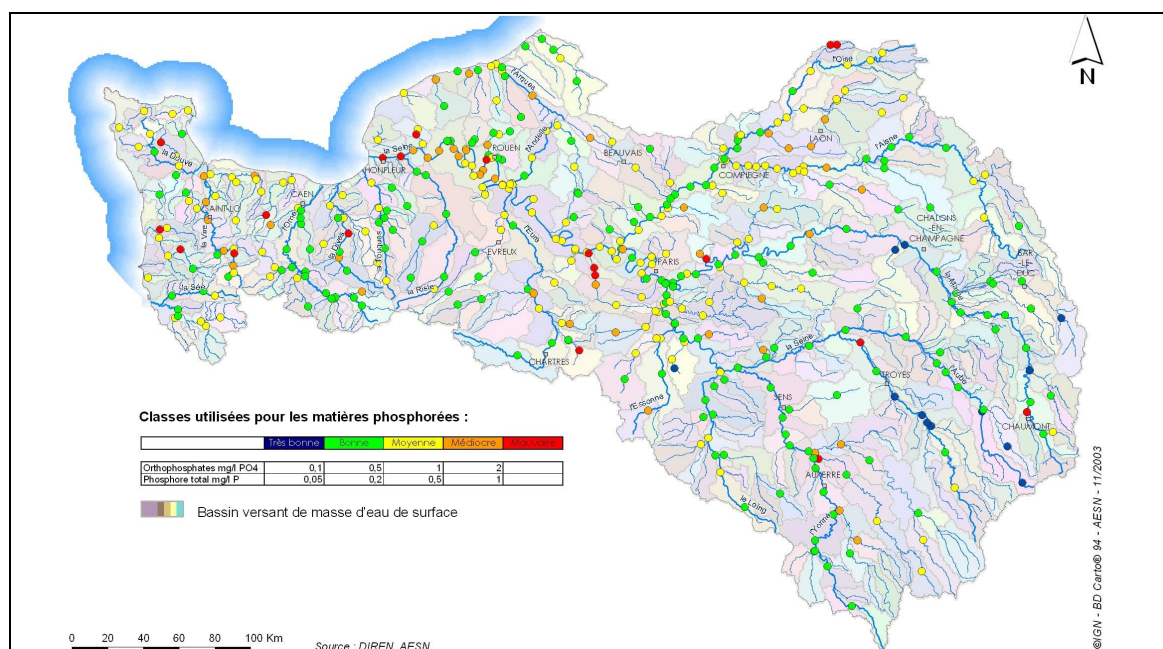 N
l'Oise
l'Arques
la Douve
la Seine
ROUEN
l'Andelle
BEAUVAIS
LAON
l'Aisne
HONFLEUR
COMPIEGNE
CAEN
SAINT-LO
l'Orne
la Vire
la Dives
la Touques
l'Eure
EVREUX
CHALONS
EN
CHAMPAGNE
PARIS
BAR
LE
DUC
la Marne
la Sée
la Risle
CHARTRES
la Seine
TROYES
l'Aube
l'Essonne
SENS
CHAUMONT
AUXERRE
le Loing
l'Yonne
Classes utilisées pour les matières phosphorées :
Très bonne Bonne Moyenne Médiocre Mauvaise
Orthophosphates mg/l PO4 0,1 0,5 1 2
Phosphore total mg/l P 0,05 0,2 0,5 1
Bassin versant de masse d'eau de surface
0 20 40 60 80 100 Km
Source : DIREN, AESN
©IGN - BD Carto® 94 - AESN - 11/2003